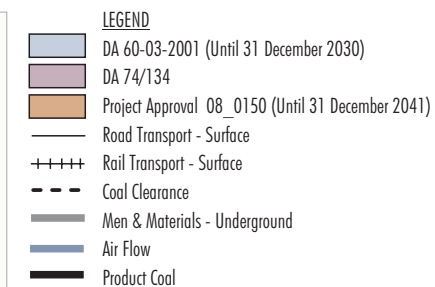 LEGEND
DA 60-03-2001 (Until 31 December 2030)
DA 74/134
Project Approval 08_0150 (Until 31 December 2041)
Road Transport - Surface
Rail Transport - Surface
Coal Clearance
Men & Materials - Underground
Air Flow
Product Coal